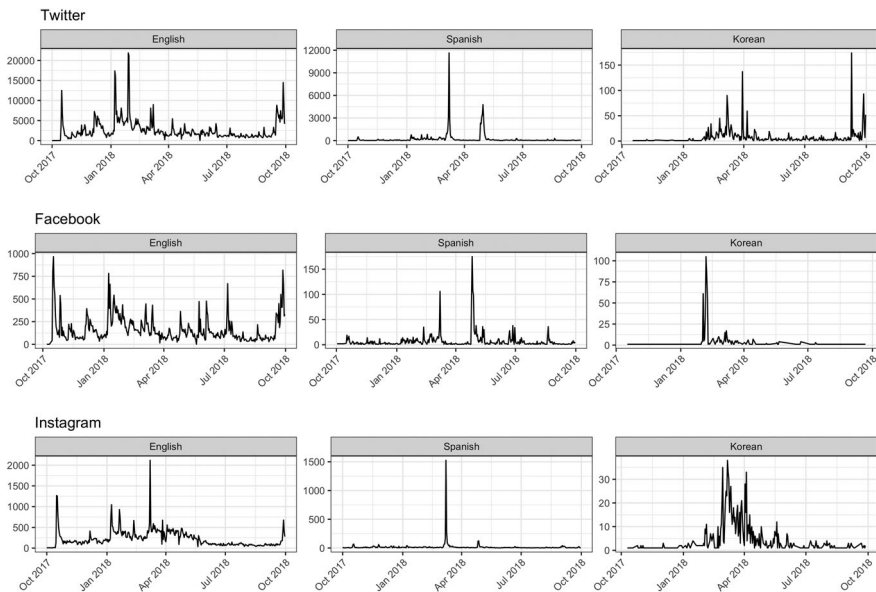 Twitter
English Spanish Korean
20000 15000 10000 5000 0
12000 9000 6000 3000 0
150 100 50 0
Oct 2017 Jan 2018 Apr 2018 Jul 2018 Oct 2018
Oct 2017 Jan 2018 Apr 2018 Jul 2018 Oct 2018
Oct 2017 Jan 2018 Apr 2018 Jul 2018 Oct 2018
Facebook
English Spanish Korean
1000 750 500 250 0
150 100 50 0
100 75 50 25 0
Oct 2017 Jan 2018 Apr 2018 Jul 2018 Oct 2018
Oct 2017 Jan 2018 Apr 2018 Jul 2018 Oct 2018
Oct 2017 Jan 2018 Apr 2018 Jul 2018 Oct 2018
Instagram
English Spanish Korean
2000 1500 1000 500 0
1500 1000 500 0
30 20 10 0
Oct 2017 Jan 2018 Apr 2018 Jul 2018 Oct 2018
Oct 2017 Jan 2018 Apr 2018 Jul 2018 Oct 2018
Oct 2017 Jan 2018 Apr 2018 Jul 2018 Oct 2018